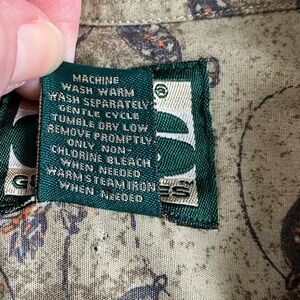 MACHINE
WASH WARM
WASH SEPARATELY
GENTLE CYCLE
TUMBLE DRY LOW
REMOVE PROMPTLY
ONLY NON-
CHLORINE BLEACH
WHEN NEEDED
WARM STEAM IRON
WHEN NEEDED
®